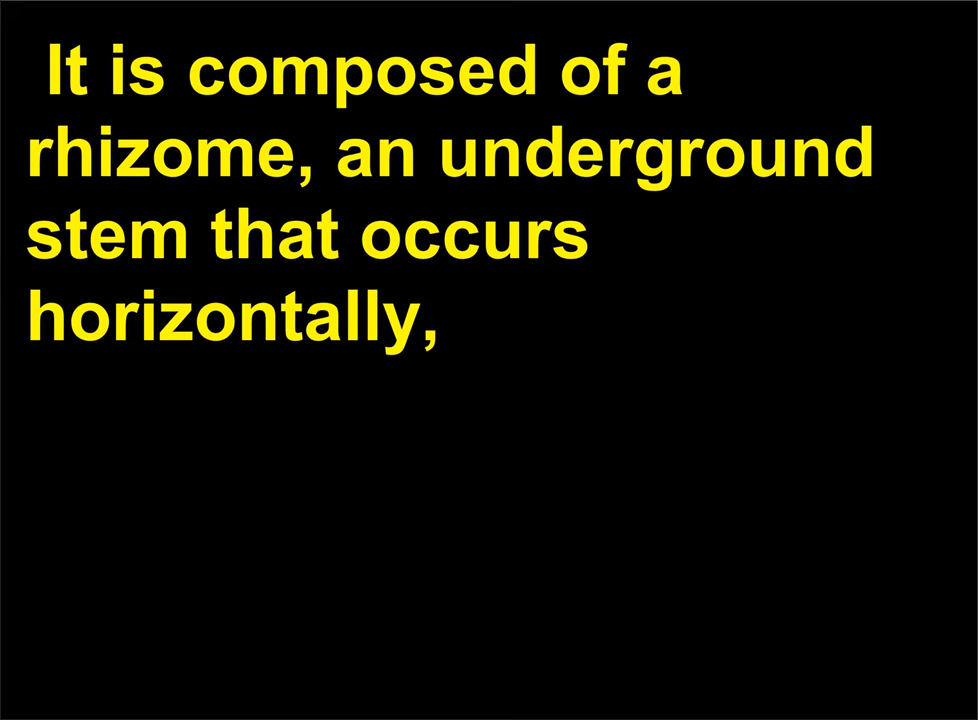 It is composed of a
rhizome, an underground
stem that occurs
horizontally,